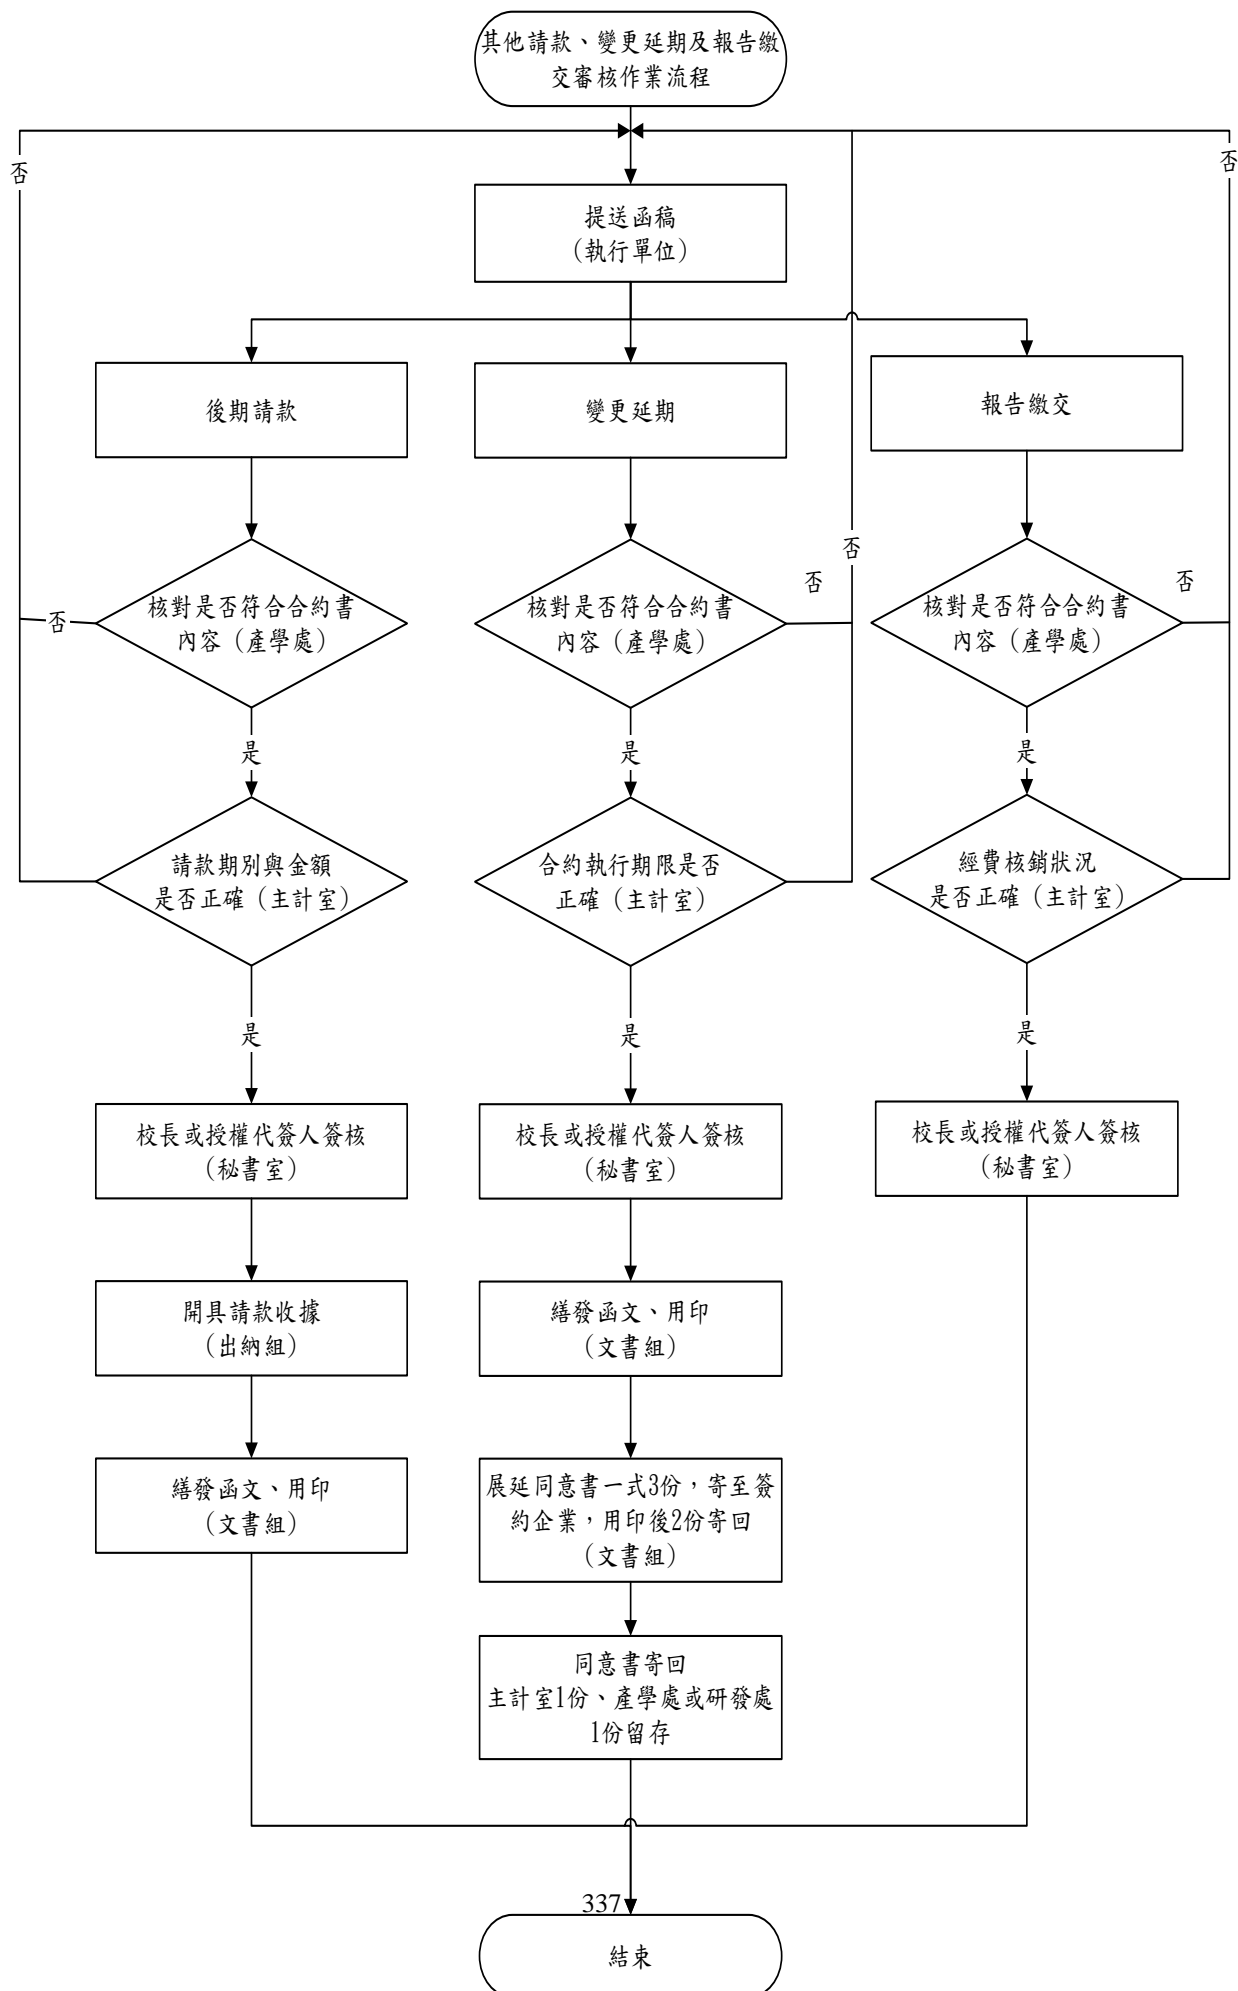 其他請款、變更延期及報告繳
交審核作業流程
否
否
提送函稿
(執行單位)
後期請款
變更延期
報告繳交
否
核對是否符合合約書
內容(產學處)
否
核對是否符合合約書
內容(產學處)
否
否
核對是否符合合約書
內容(產學處)
否
是
是
是
請款期別與金額
是否正確(主計室)
合約執行期限是否
正確(主計室)
經費核銷狀況
是否正確(主計室)
是
是
是
校長或授權代簽人簽核
(秘書室)
校長或授權代簽人簽核
(秘書室)
校長或授權代簽人簽核
(秘書室)
開具請款收據
(出納組)
繕發函文、用印
(文書組)
繕發函文、用印
(文書組)
展延同意書一式3份，寄至簽
約企業，用印後2份寄回
(文書組)
同意書寄回
主計室1份、產學處或研發處
1份留存
337
結束